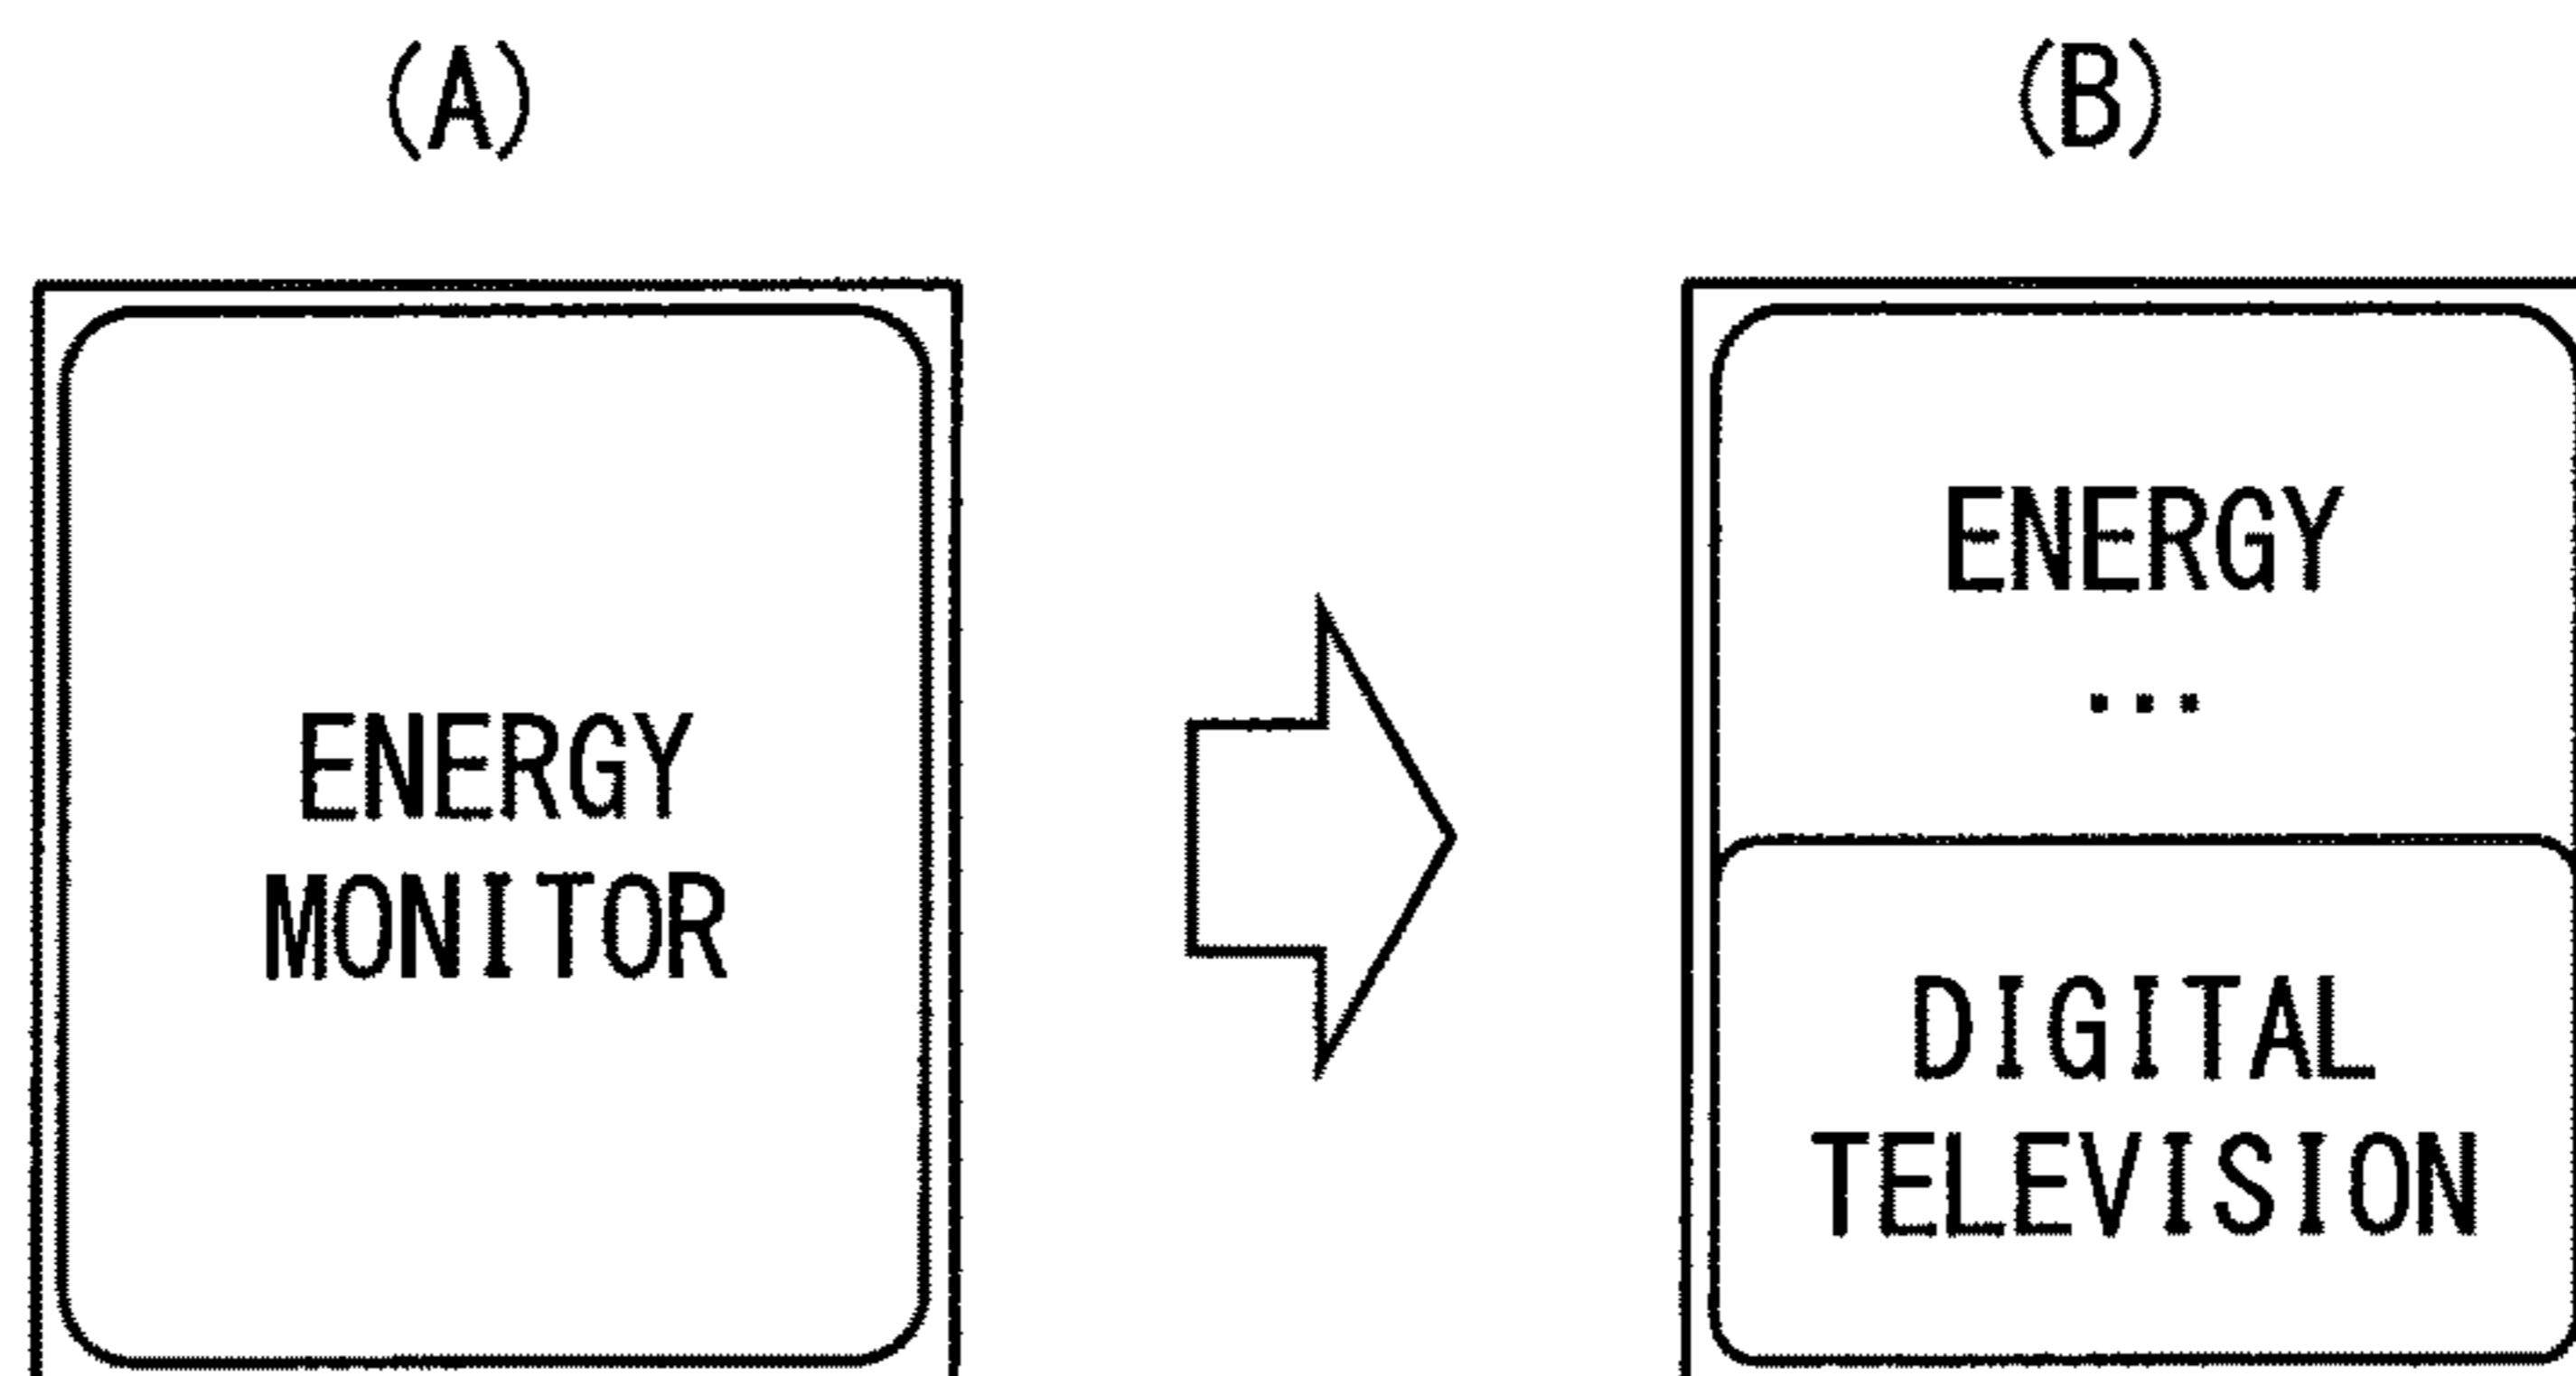 (A)
ENERGY
MONITOR
(B)
ENERGY
...
DIGITAL
TELEVISION